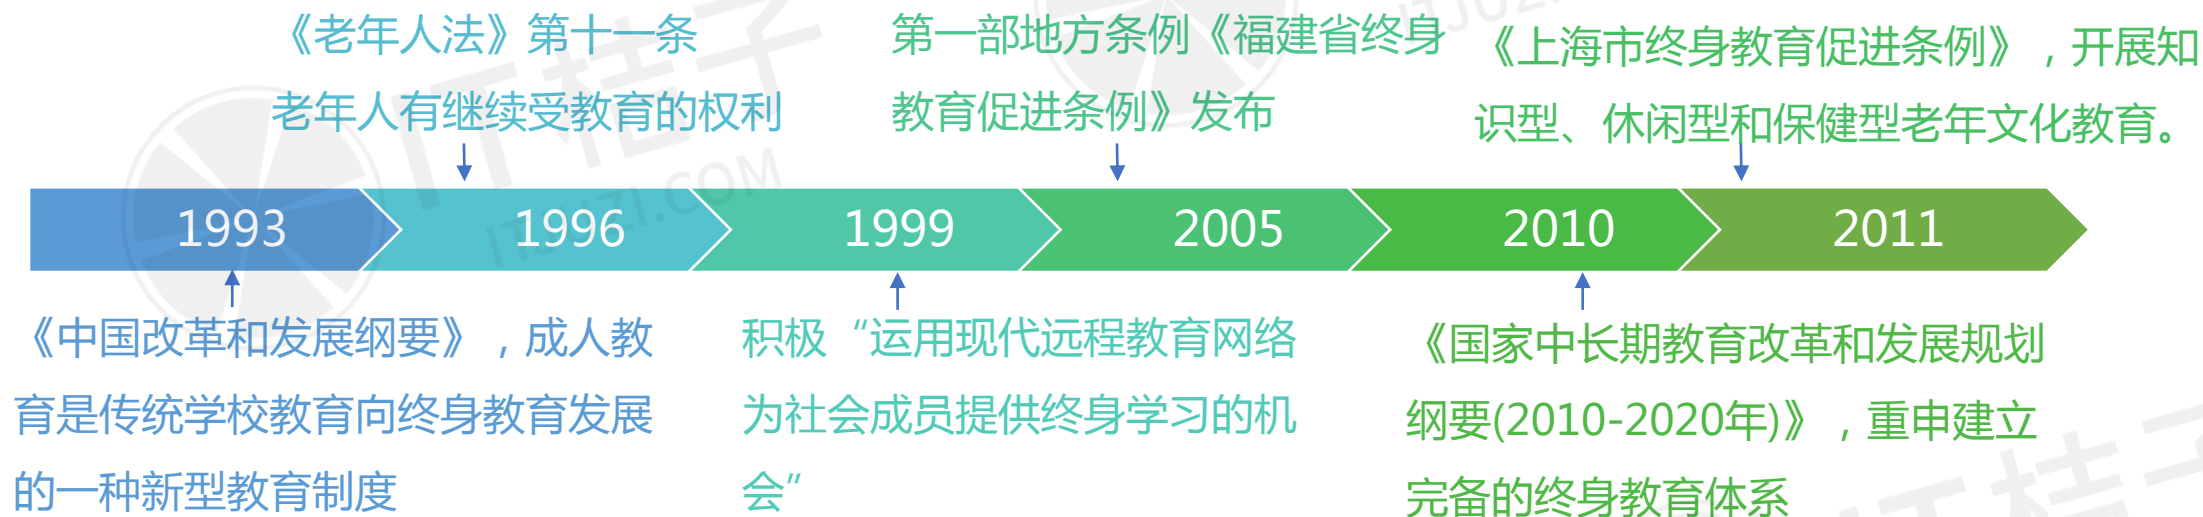 《老年人法》第十一条
老年人有继续受教育的权利
第一部地方条例《福建省终身
教育促进条例》发布
《上海市终身教育促进条例》，开展知
识型、休闲型和保健型老年文化教育。
1993
1996
1999
2005
2010
2011
《中国改革和发展纲要》，成人教
育是传统学校教育向终身教育发展
的一种新型教育制度
积极“运用现代远程教育网络
为社会成员提供终身学习的机
会”
《国家中长期教育改革和发展规划
纲要(2010-2020年)》，重申建立
完备的终身教育体系
IT桔子
ITJUZI.COM